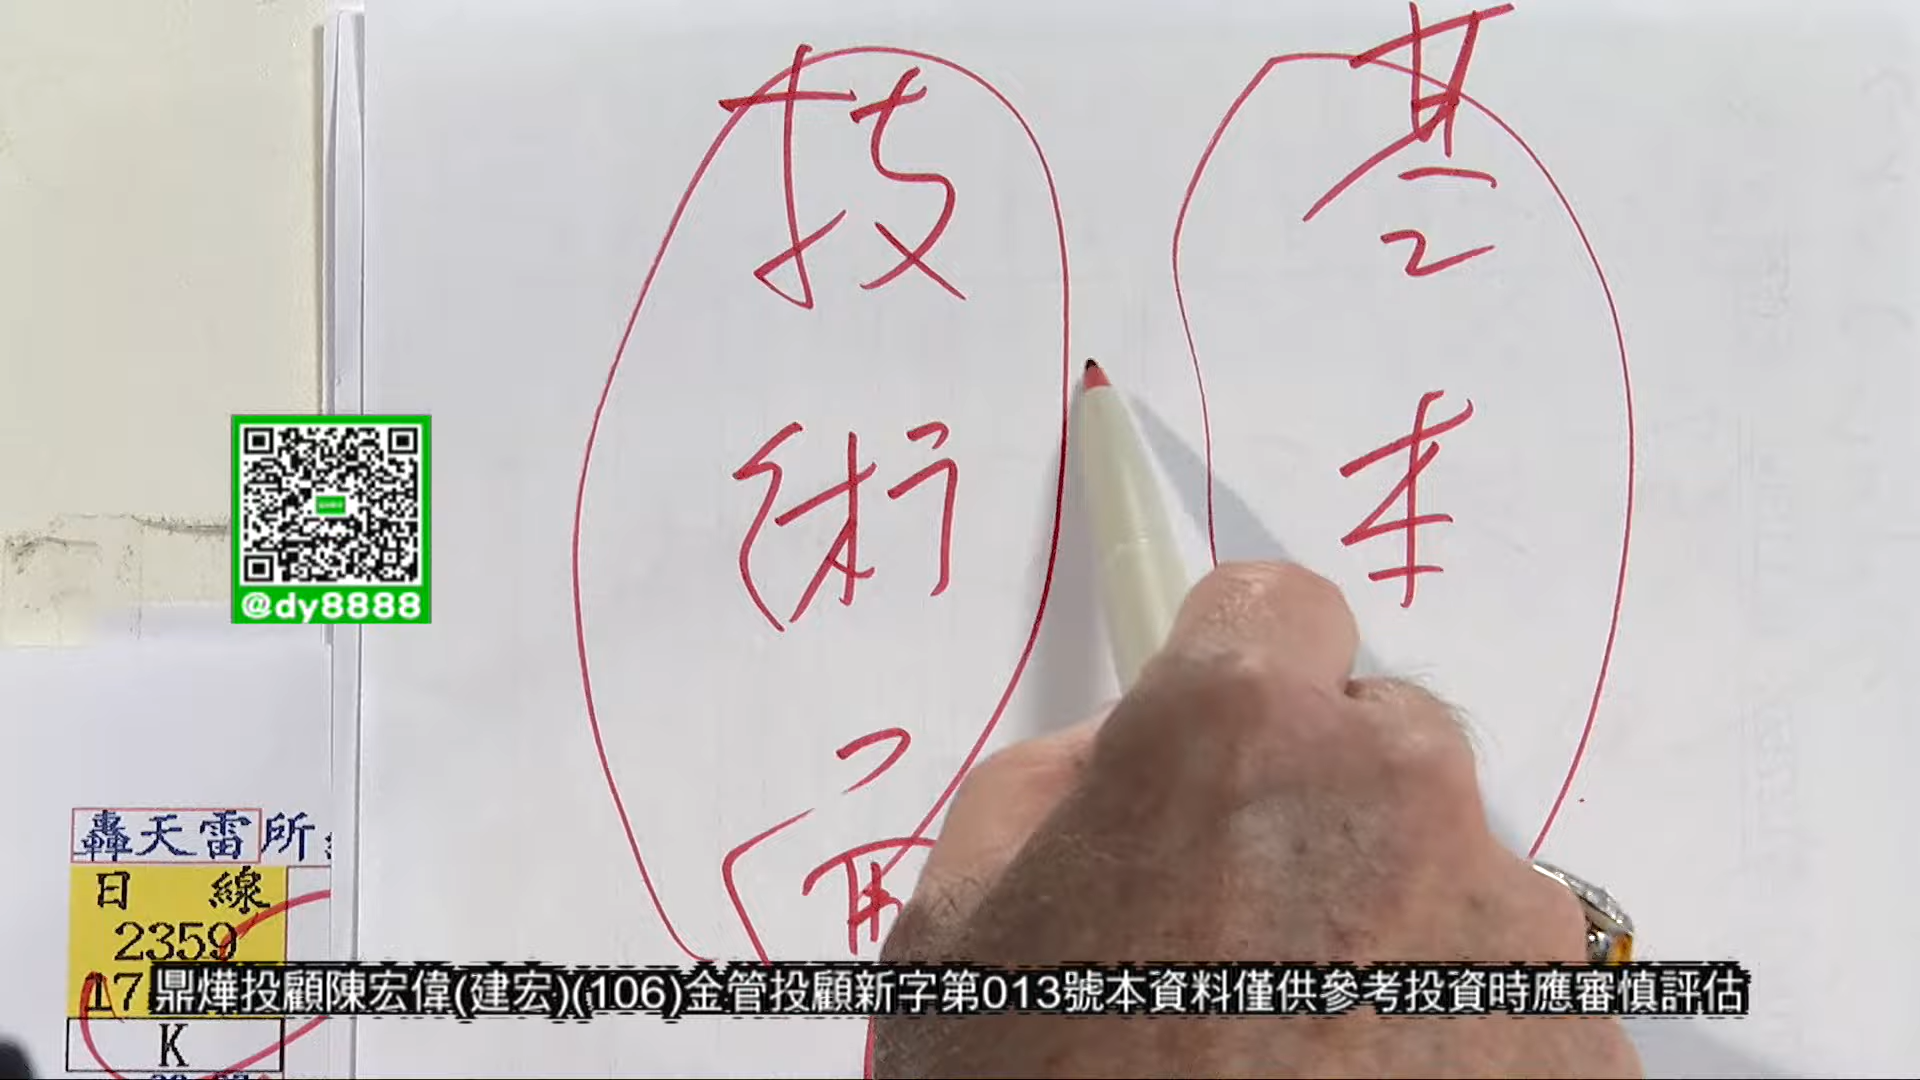 基本
技術面
@dy8888
轟天雷所
日 線
2359
17
K
鼎燁投顧陳宏偉(建宏)(106)金管投顧新字第013號本資料僅供參考投資時應審慎評估